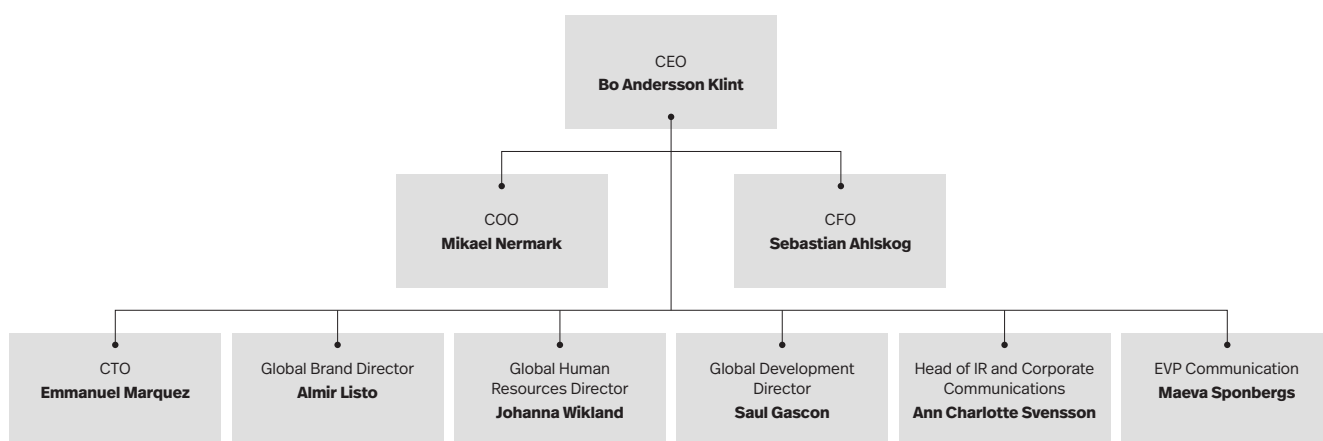 CEO
Bo Andersson Klint
COO
Mikael Nermark
CFO
Sebastian Ahlskog
CTO
Emmanuel Marquez
Global Brand Director
Almir Listo
Global Human
Resources Director
Johanna Wikland
Global Development
Director
Saul Gascon
Head of IR and Corporate
Communications
Ann Charlotte Svensson
EVP Communication
Maeva Sponbergs